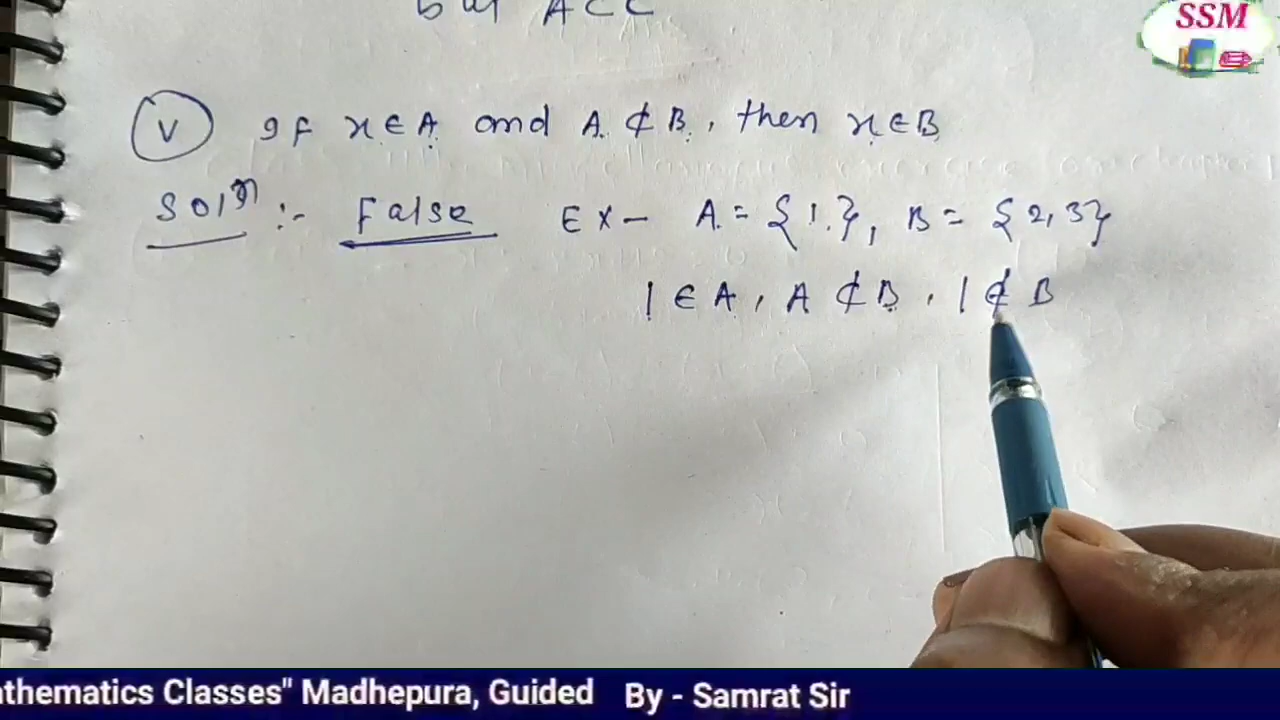 but A⊂C
SSM
(v) If x∈A and A⊄B, then x∈B
Solⁿ :- False Ex- A = {1}, B = {2,3}
1∈A, A⊄B, 1∉B
athematics Classes" Madhepura, Guided By - Samrat Sir